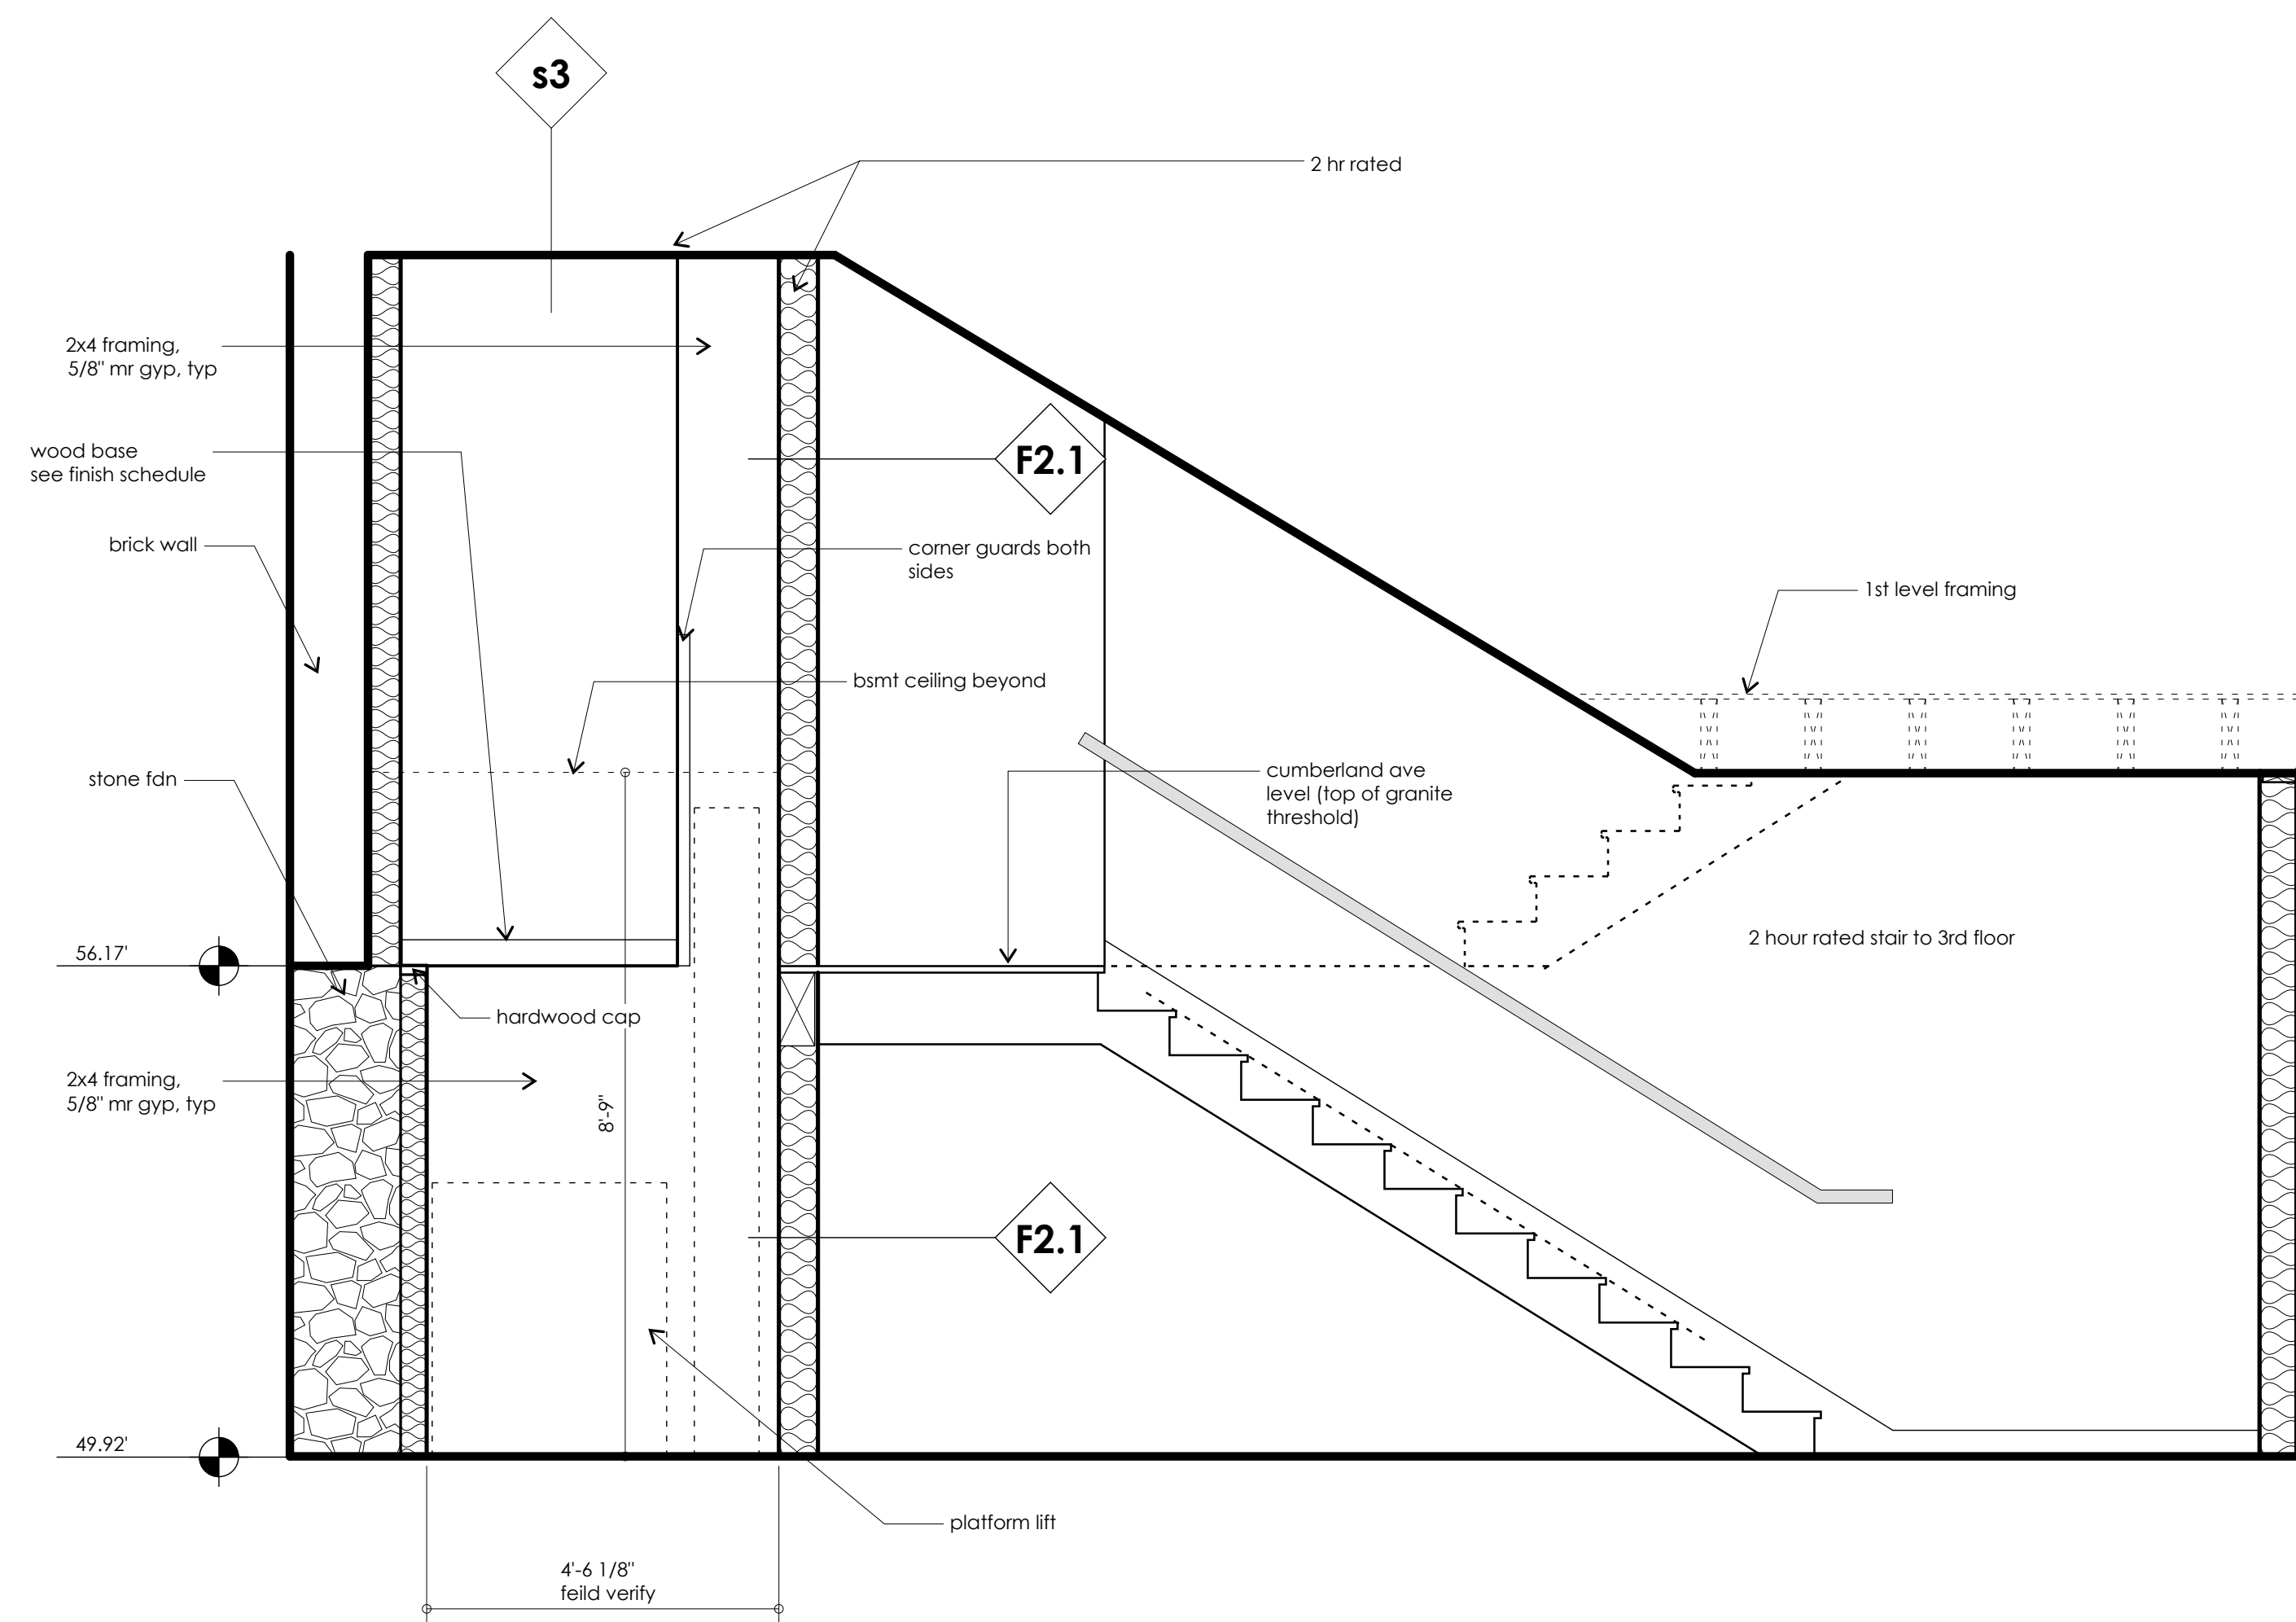 s3
2 hr rated
2x4 framing,
5/8" mr gyp, typ
wood base
see finish schedule
F2.1
brick wall
corner guards both
sides
1st level framing
bsmt ceiling beyond
stone fdn
cumberland ave
level (top of granite
threshold)
2 hour rated stair to 3rd floor
56.17'
hardwood cap
2x4 framing,
5/8" mr gyp, typ
8'-9"
F2.1
49.92'
platform lift
4'-6 1/8"
feild verify